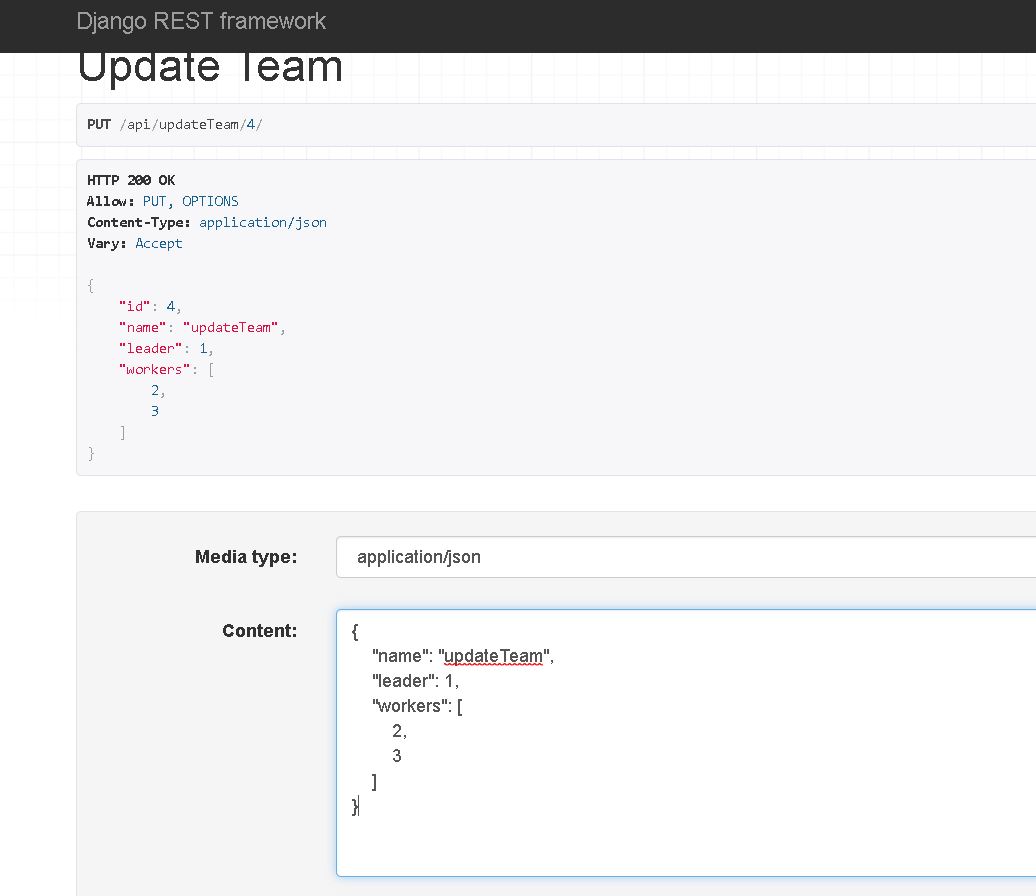 Django REST framework
Update Team
PUT /api/updateTeam/4/
HTTP 200 OK
Allow: PUT, OPTIONS
Content-Type: application/json
Vary: Accept
{
    "id": 4,
    "name": "updateTeam",
    "leader": 1,
    "workers": [
        2,
        3
    ]
}
Media type:
application/json
Content:
{
    "name": "updateTeam",
    "leader": 1,
    "workers": [
        2,
        3
    ]
}